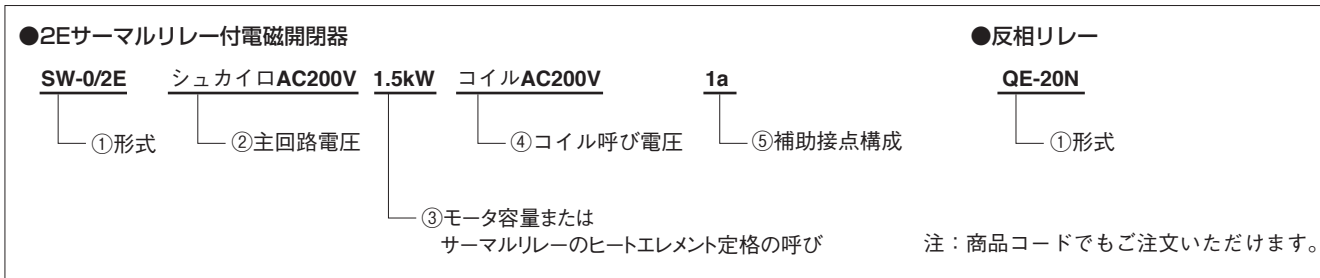 ●2Eサーマルリレー付電磁開閉器
●反相リレー
SW-0/2E シュカイロAC200V 1.5kW コイルAC200V 1a
QE-20N
①形式 ②主回路電圧 ④コイル呼び電圧 ⑤補助接点構成
①形式
③モータ容量または
サーマルリレーのヒートエレメント定格の呼び
注：商品コードでもご注文いただけます。